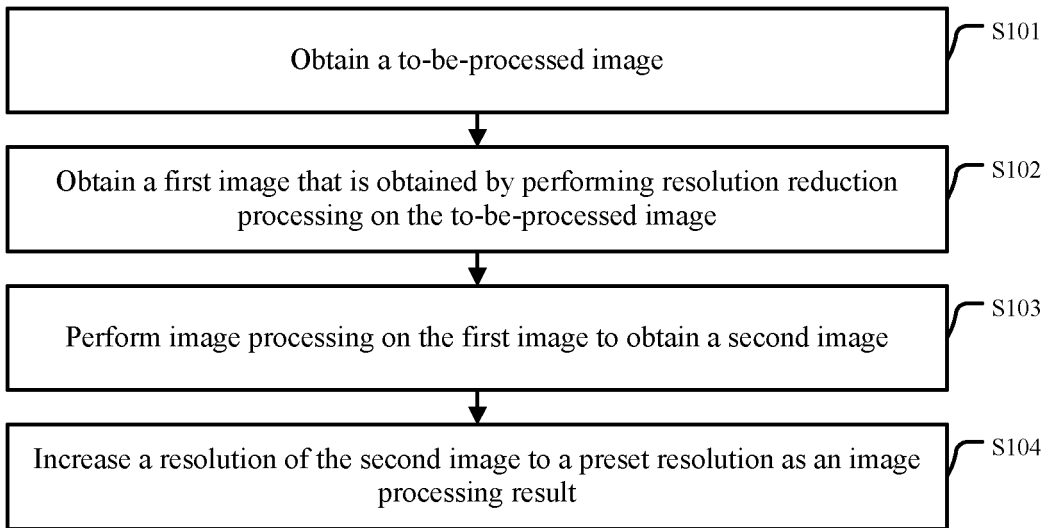 Obtain a to-be-processed image
S101
Obtain a first image that is obtained by performing resolution reduction
processing on the to-be-processed image
S102
Perform image processing on the first image to obtain a second image
S103
Increase a resolution of the second image to a preset resolution as an image
processing result
S104